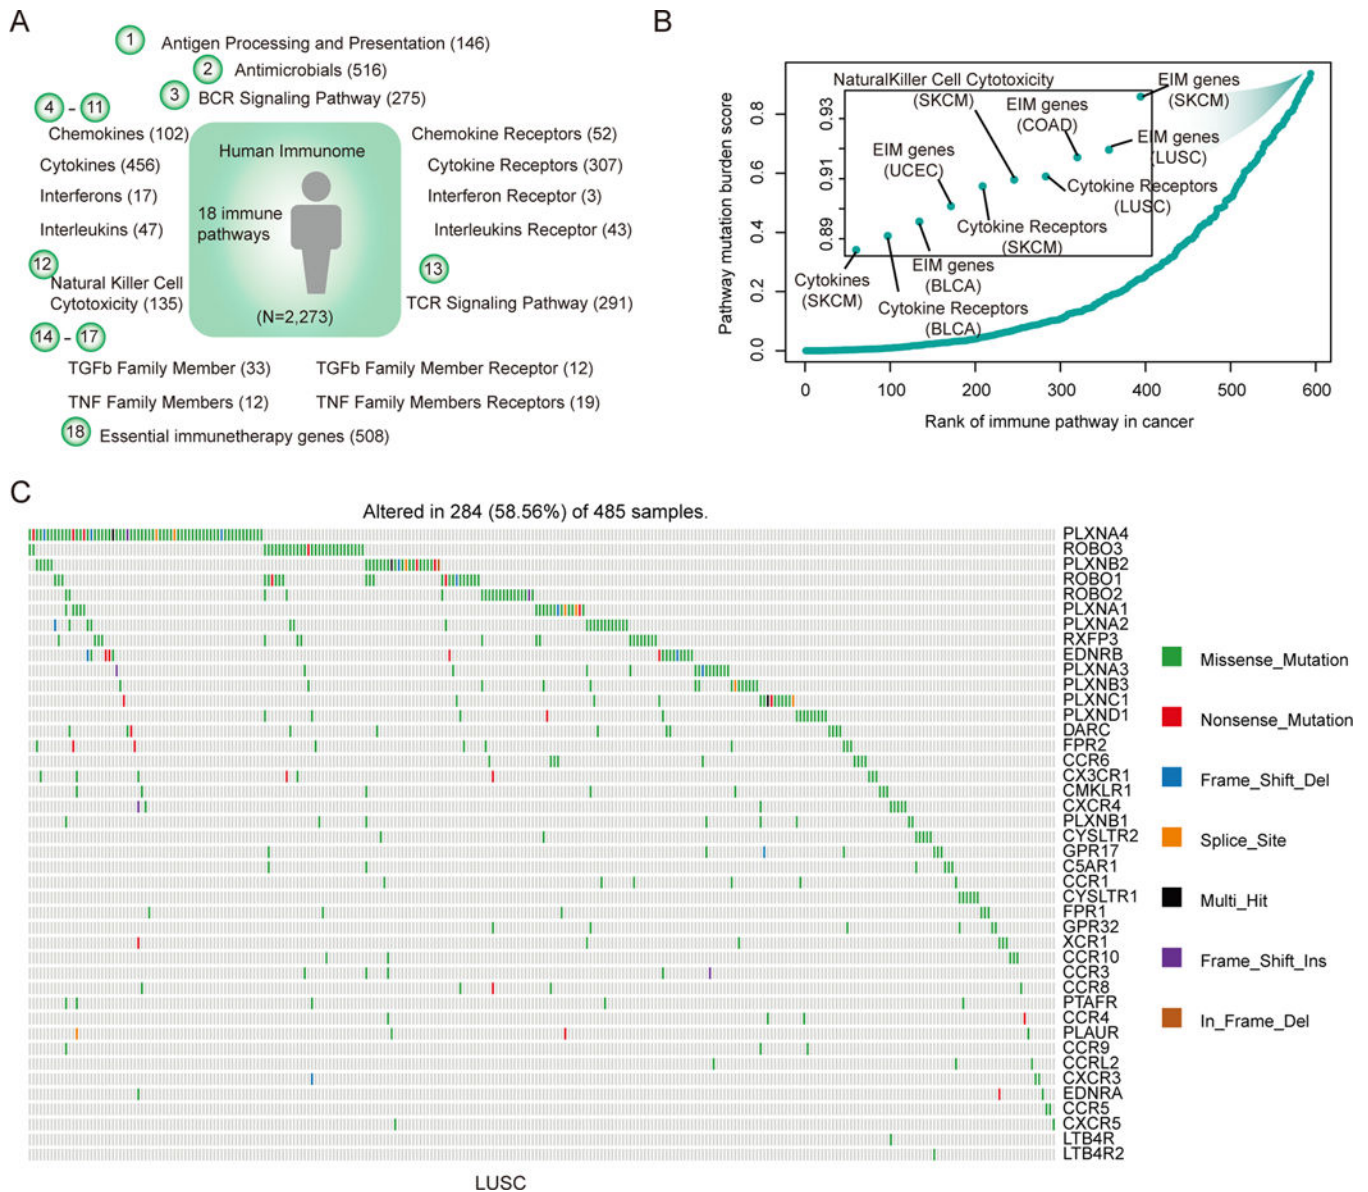 A
1 Antigen Processing and Presentation (146)
2 Antimicrobials (516)
3 BCR Signaling Pathway (275)
4 - 11
Chemokines (102)
Cytokines (456)
Interferons (17)
Interleukins (47)
12
Natural Killer Cell
Cytotoxicity (135)
Human Immunome
18 immune
pathways
(N=2,273)
Chemokine Receptors (52)
Cytokine Receptors (307)
Interferon Receptor (3)
Interleukins Receptor (43)
13
TCR Signaling Pathway (291)
14 - 17
TGFb Family Member (33)
TGFb Family Member Receptor (12)
TNF Family Members (12)
TNF Family Members Receptors (19)
18 Essential immunetherapy genes (508)
B
Pathway mutation burden score
0.8
0.6
0.4
0.2
0.0
0.93
0.91
0.89
NaturalKiller Cell Cytotoxicity
(SKCM)
EIM genes
(SKCM)
EIM genes
(COAD)
EIM genes
(LUSC)
EIM genes
(UCEC)
Cytokine Receptors
(LUSC)
Cytokine Receptors
(SKCM)
EIM genes
(BLCA)
Cytokines
(SKCM)
Cytokine Receptors
(BLCA)
0 100 200 300 400 500 600
Rank of immune pathway in cancer
C
Altered in 284 (58.56%) of 485 samples.
PLXNA4
ROBO3
PLXNB2
ROBO1
ROBO2
PLXNA1
PLXNA2
RXFP3
EDNRB
PLXNA3
PLXNB3
PLXNC1
PLXND1
DARC
FPR2
CCR6
CX3CR1
CMKLR1
CXCR4
PLXNB1
CYSLTR2
GPR17
C5AR1
CCR1
CYSLTR1
FPR1
GPR32
XCR1
CCR10
CCR3
CCR8
PTAFR
CCR4
PLAUR
CCR9
CCRL2
CXCR3
EDNRA
CCR5
CXCR5
LTB4R
LTB4R2
LUSC
Missense_Mutation
Nonsense_Mutation
Frame_Shift_Del
Splice_Site
Multi_Hit
Frame_Shift_Ins
In_Frame_Del